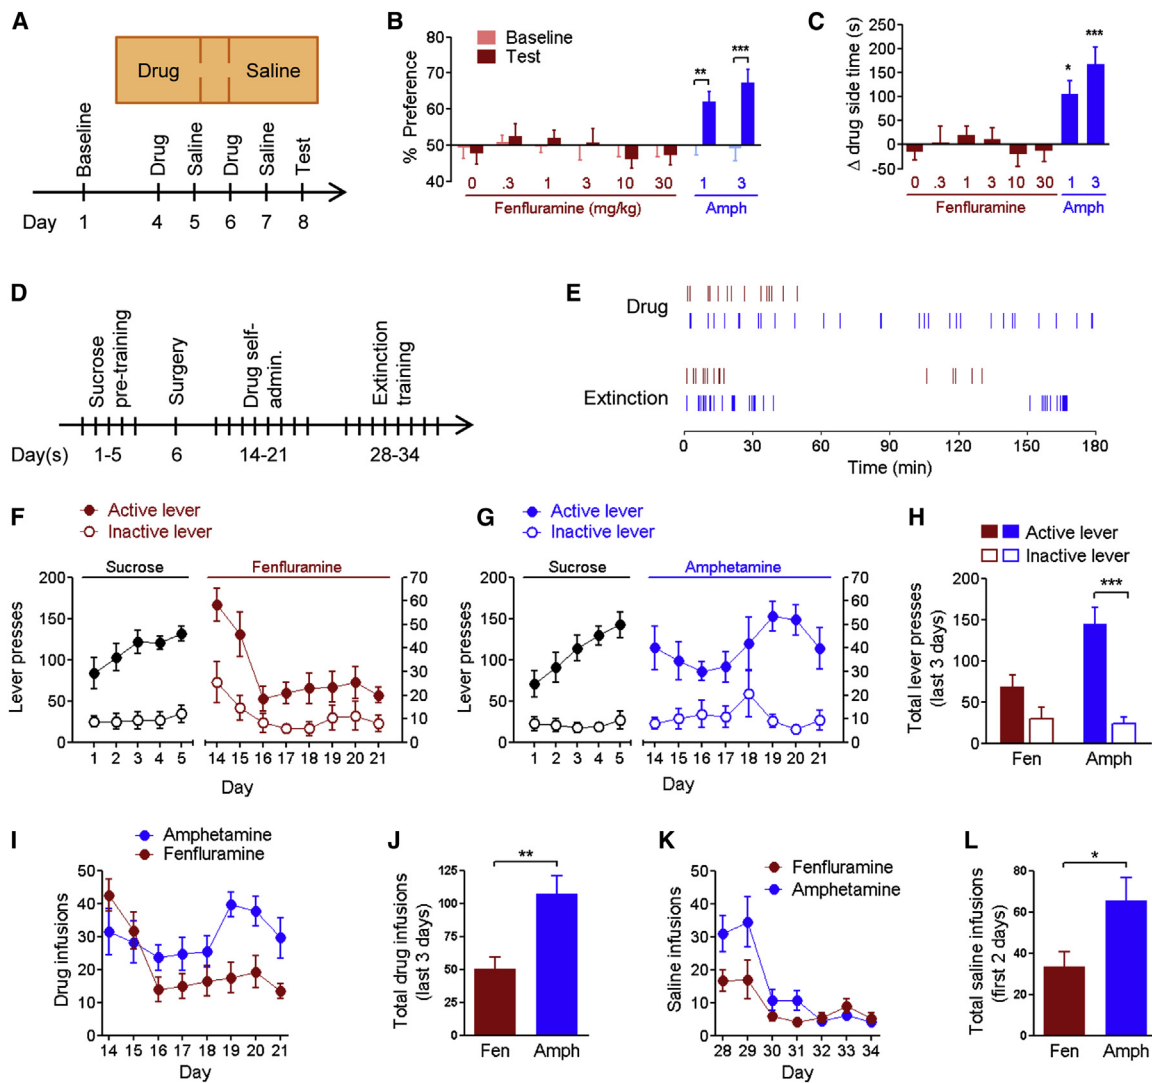 A
Drug Saline
Baseline
Drug
Saline
Drug
Saline
Test
Day 1 4 5 6 7 8
B
Baseline
Test
% Preference
80
70
60
50
40
** ***
0 .3 1 3 10 30 1 3
Fenfluramine (mg/kg) Amph
C
Δ drug side time (s)
250
200
150
100
50
0
-50
* ***
0 .3 1 3 10 30 1 3
Fenfluramine Amph
D
Sucrose
pre-training
Surgery
Drug self-
admin.
Extinction
training
Day(s) 1-5 6 14-21 28-34
E
Drug
Extinction
0 30 60 90 120 150 180
Time (min)
F
Active lever
Inactive lever
Sucrose Fenfluramine
Lever presses
200
150
100
50
0
70
60
50
40
30
20
10
0
1 2 3 4 5 14 15 16 17 18 19 20 21
Day
G
Active lever
Inactive lever
Sucrose Amphetamine
Lever presses
200
150
100
50
0
70
60
50
40
30
20
10
0
1 2 3 4 5 14 15 16 17 18 19 20 21
Day
H
Active lever
Inactive lever
Total lever presses
(last 3 days)
200
150
100
50
0
***
Fen Amph
I
Amphetamine
Fenfluramine
Drug infusions
50
40
30
20
10
0
14 15 16 17 18 19 20 21
Day
J
Total drug infusions
(last 3 days)
125
100
75
50
25
0
**
Fen Amph
K
Fenfluramine
Amphetamine
Saline infusions
50
40
30
20
10
0
28 29 30 31 32 33 34
Day
L
Total saline infusions
(first 2 days)
80
60
40
20
0
*
Fen Amph